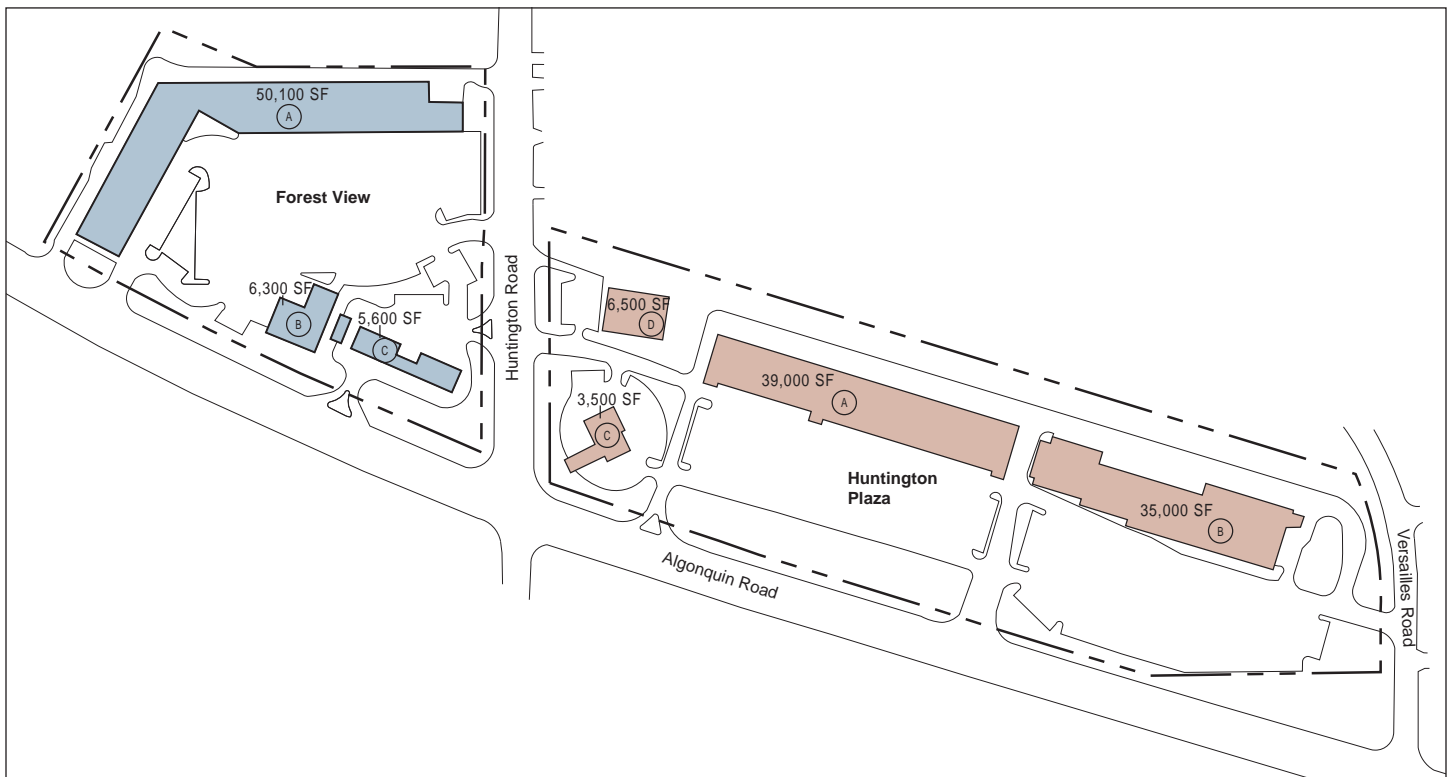 50,100 SF
A
Forest View
6,300 SF
B
5,600 SF
C
Huntington Road
6,500 SF
D
3,500 SF
C
39,000 SF
A
Huntington
Plaza
35,000 SF
B
Algonquin Road
Versailles Road